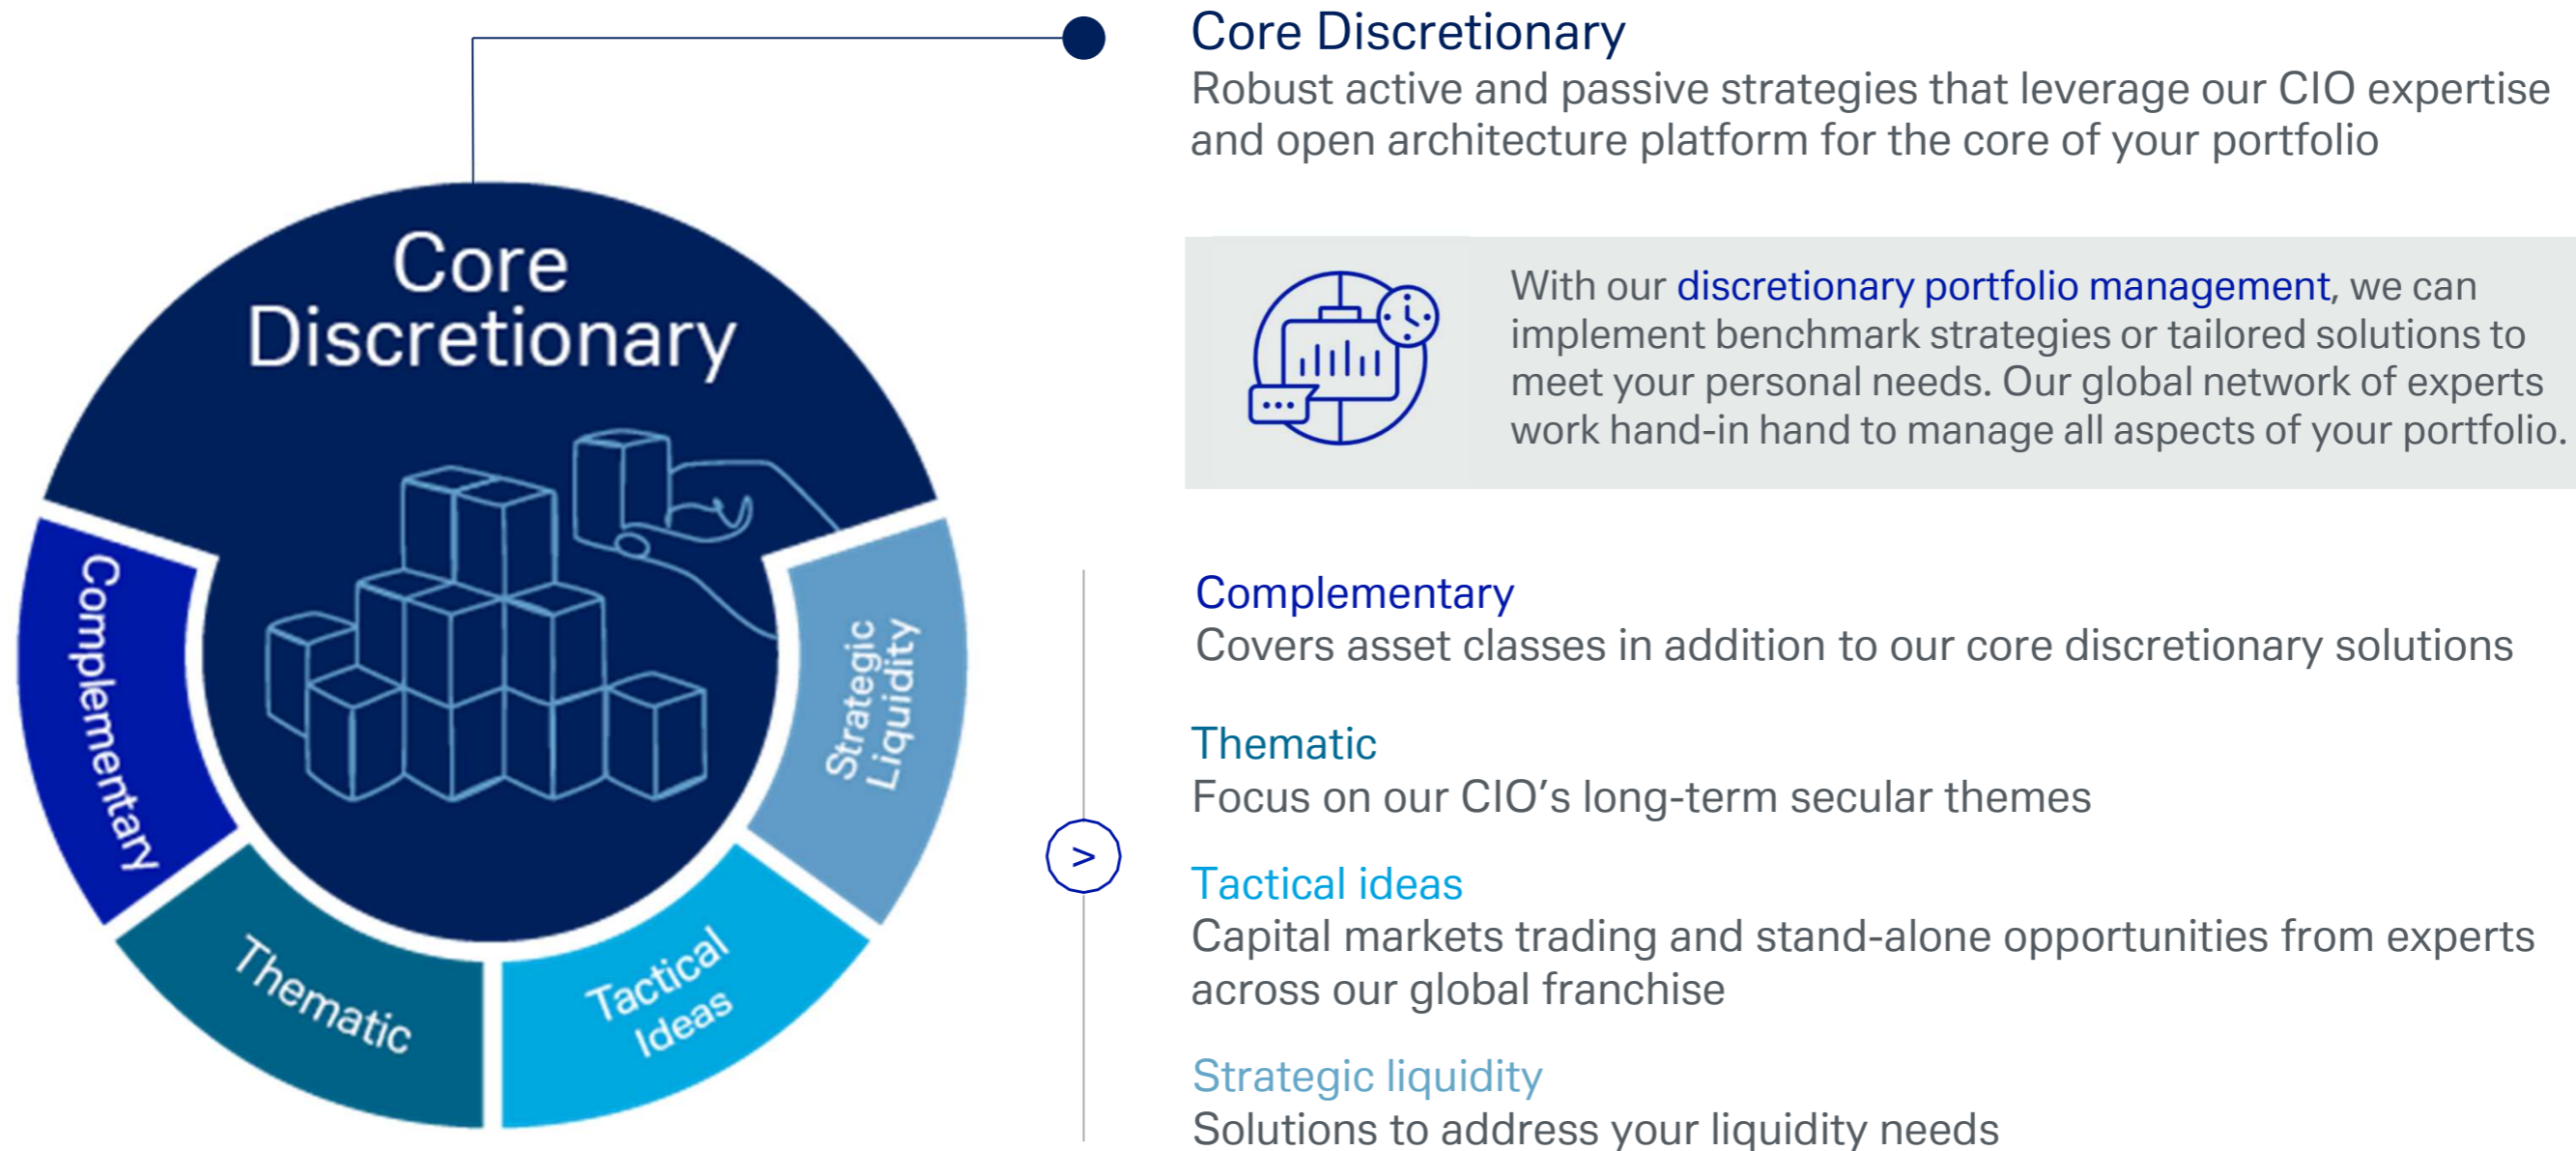 Core Discretionary
Robust active and passive strategies that leverage our CIO expertise
and open architecture platform for the core of your portfolio
Core
Discretionary
With our discretionary portfolio management, we can
implement benchmark strategies or tailored solutions to
meet your personal needs. Our global network of experts
work hand-in hand to manage all aspects of your portfolio.
Complementary
Thematic
Tactical
Ideas
Strategic
Liquidity
>
Complementary
Covers asset classes in addition to our core discretionary solutions
Thematic
Focus on our CIO’s long-term secular themes
Tactical ideas
Capital markets trading and stand-alone opportunities from experts
across our global franchise
Strategic liquidity
Solutions to address your liquidity needs